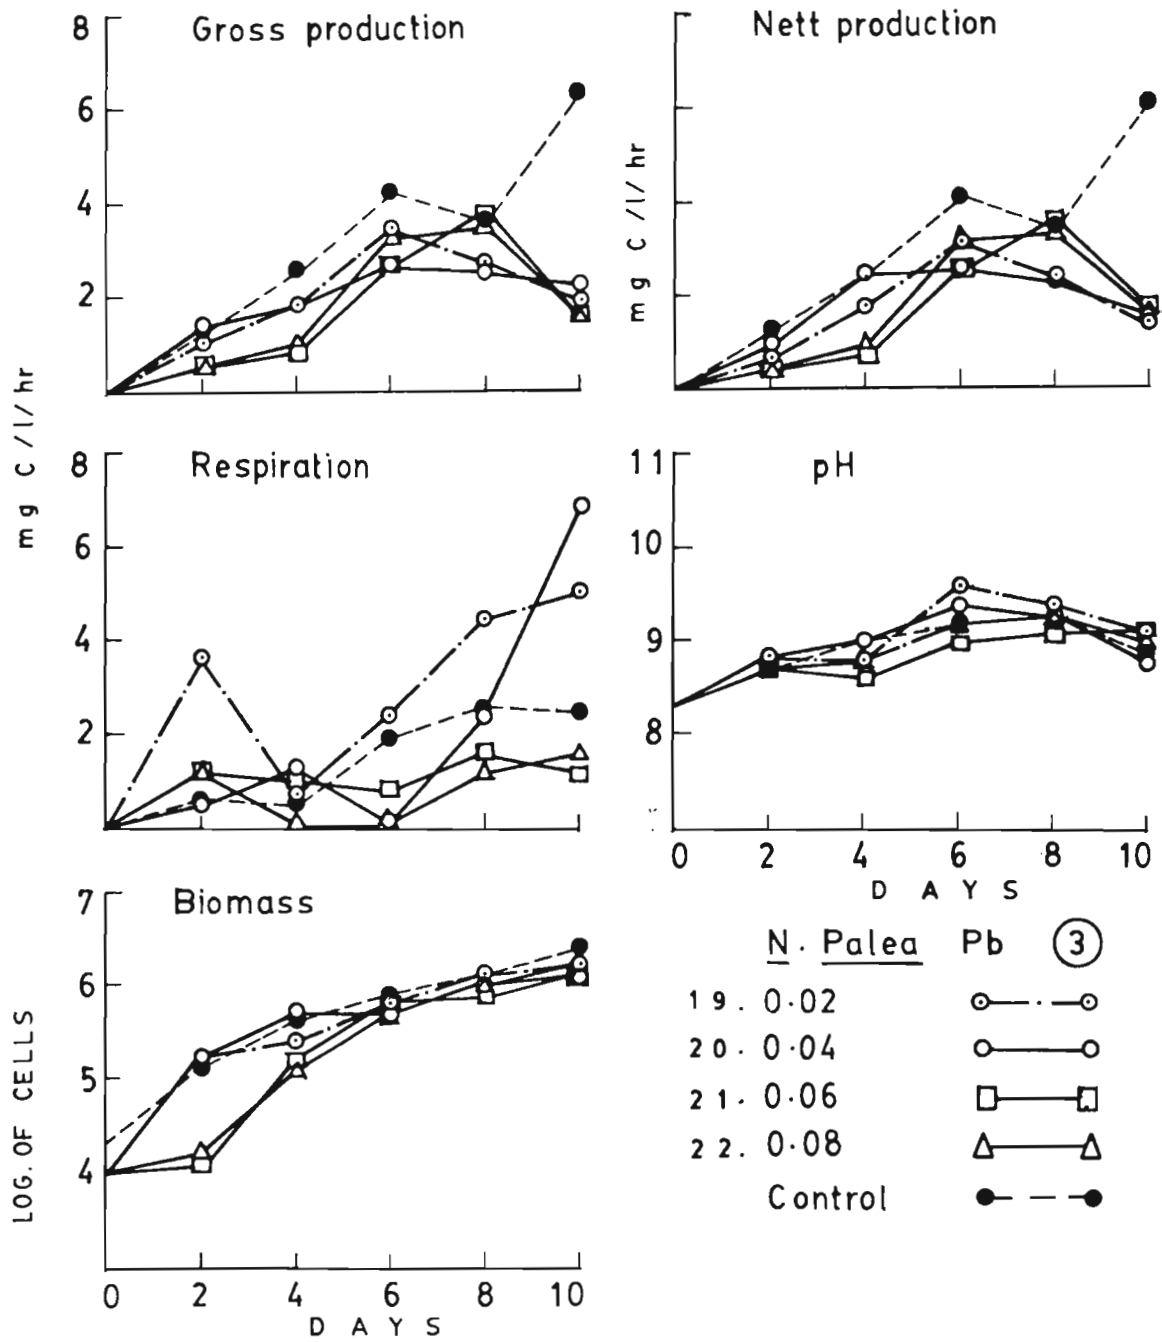 Gross production
8
6
4
2
mg C/l/hr
Nett production
mg C/l/hr
Respiration
8
6
4
2
pH
11
10
9
8
0 2 4 6 8 10
DAYS
Biomass
7
6
5
4
LOG. OF CELLS
0 2 4 6 8 10
DAYS
N. Palea Pb 3
19. 0·02
20. 0·04
21. 0·06
22. 0·08
Control